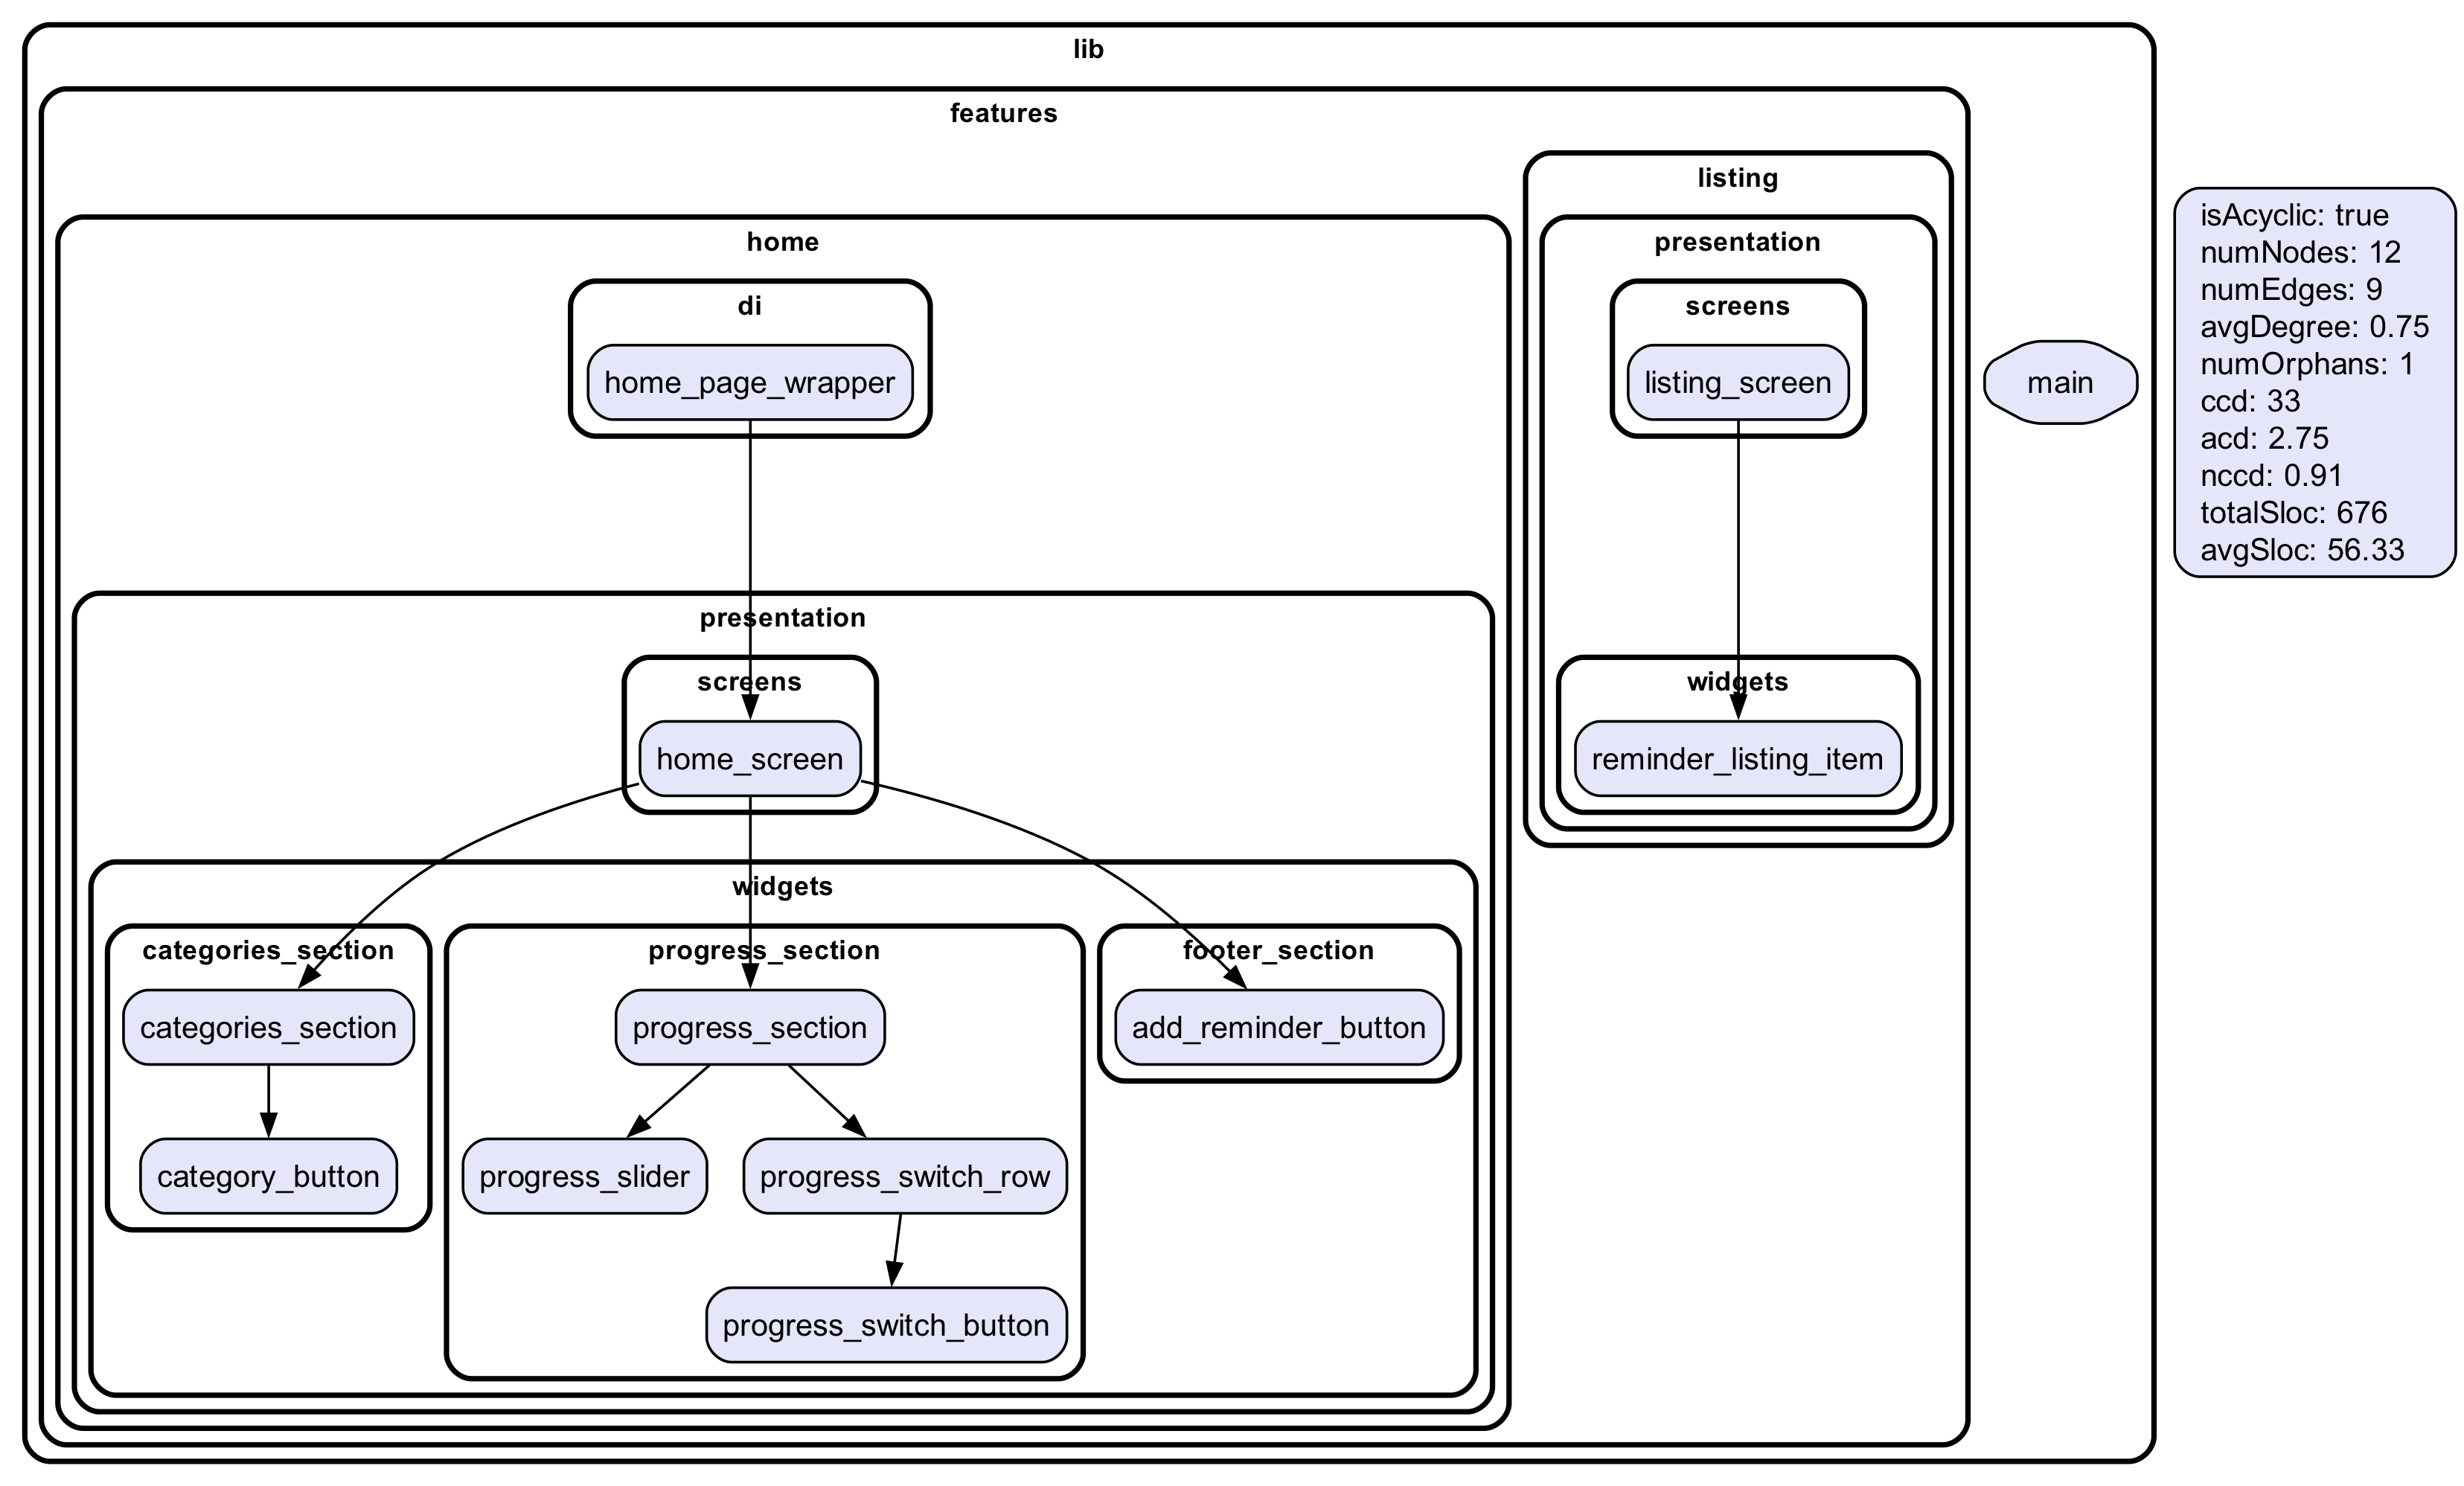 lib
features
listing
home
presentation
di
screens
home_page_wrapper
listing_screen
main
isAcyclic: true
numNodes: 12
numEdges: 9
avgDegree: 0.75
numOrphans: 1
ccd: 33
acd: 2.75
nccd: 0.91
totalSloc: 676
avgSloc: 56.33
presentation
screens
widgets
home_screen
reminder_listing_item
widgets
categories_section
progress_section
footer_section
categories_section
progress_section
add_reminder_button
category_button
progress_slider
progress_switch_row
progress_switch_button